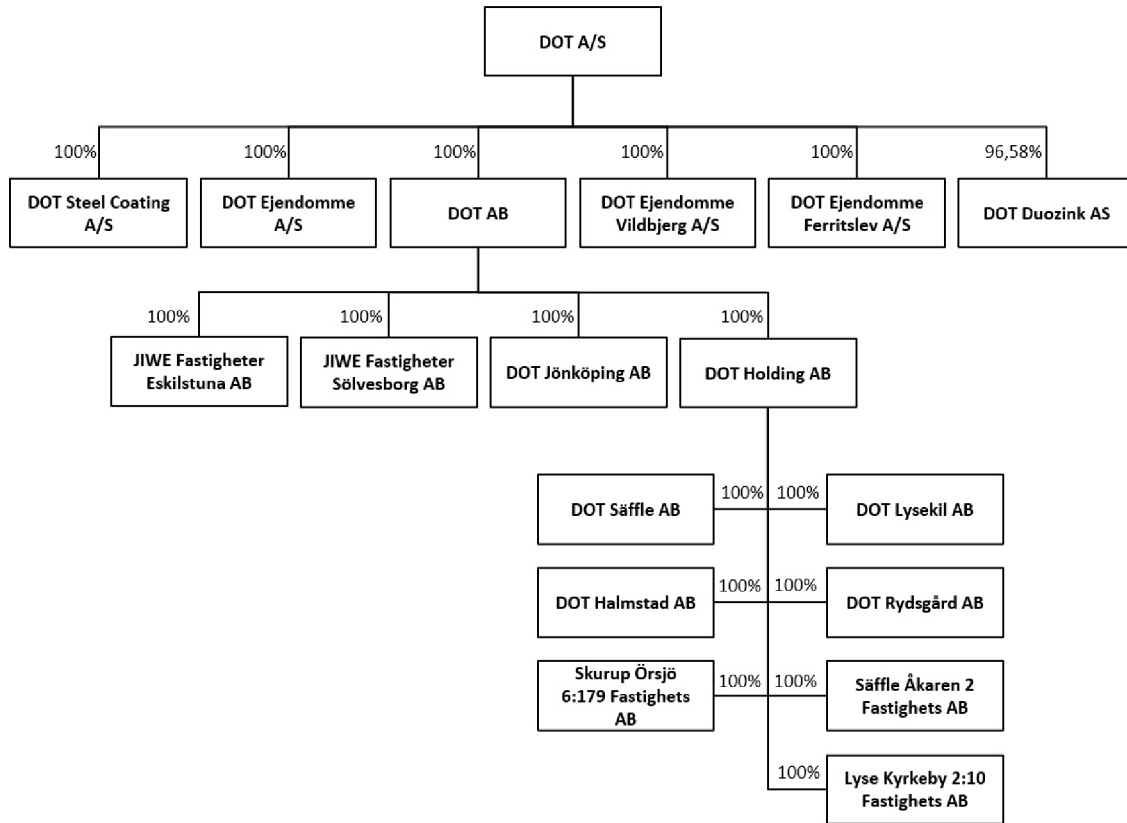 DOT A/S
100%
100%
100%
100%
100%
96,58%
DOT Steel Coating
A/S
DOT Ejendomme
A/S
DOT AB
DOT Ejendomme
Vildbjerg A/S
DOT Ejendomme
Ferritslev A/S
DOT Duozink AS
100%
100%
100%
100%
JIWE Fastigheter
Eskilstuna AB
JIWE Fastigheter
Sölvesborg AB
DOT Jönköping AB
DOT Holding AB
DOT Säffle AB
100%
100%
DOT Lysekil AB
DOT Halmstad AB
100%
100%
DOT Rydsgård AB
Skurup Örsjö
6:179 Fastighets
AB
100%
100%
Säffle Åkaren 2
Fastighets AB
100%
Lyse Kyrkeby 2:10
Fastighets AB